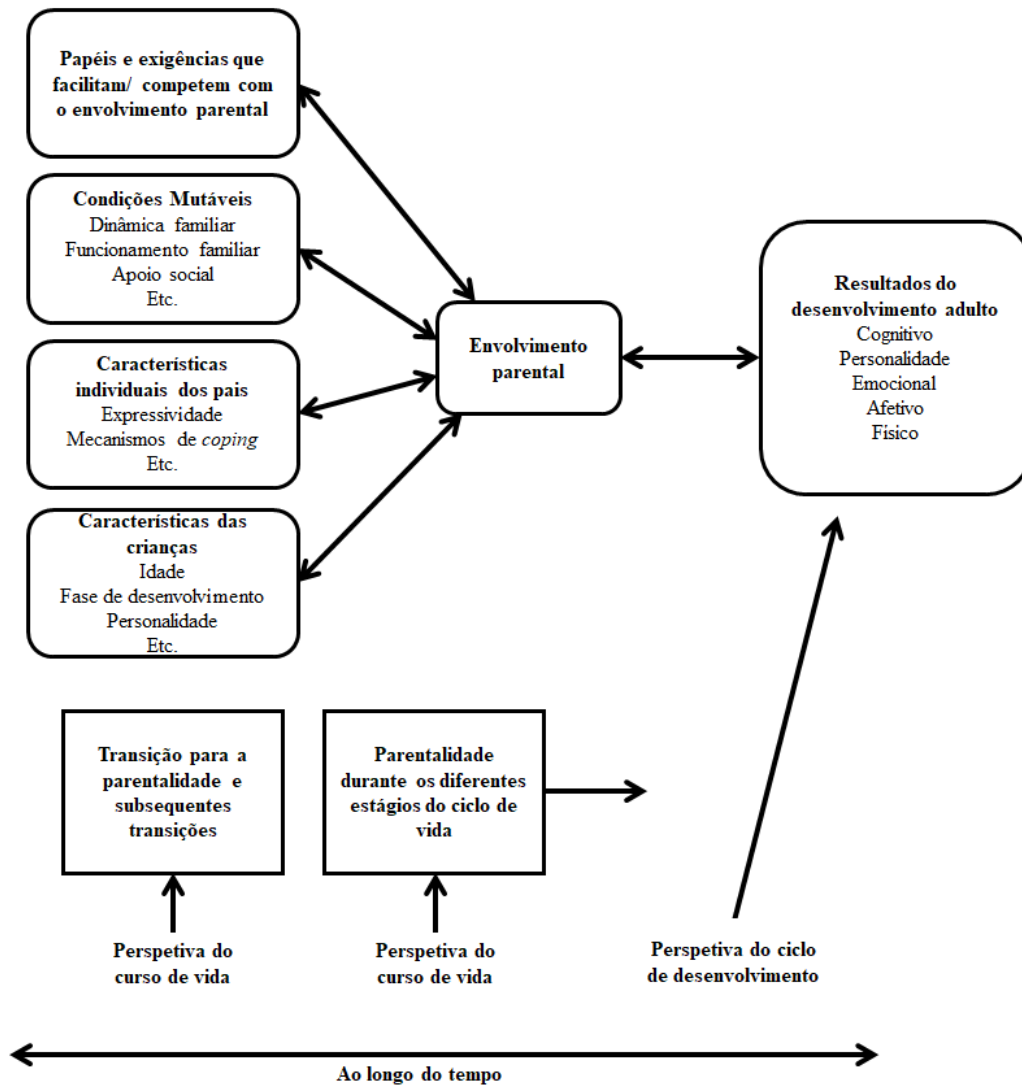 Papéis e exigências que
facilitam/ competem com
o envolvimento parental
Condições Mutáveis
Dinâmica familiar
Funcionamento familiar
Apoio social
Etc.
Características
individuais dos pais
Expressividade
Mecanismos de coping
Etc.
Características das
crianças
Idade
Fase de desenvolvimento
Personalidade
Etc.
Envolvimento
parental
Resultados do
desenvolvimento adulto
Cognitivo
Personalidade
Emocional
Afetivo
Físico
Transição para a
parentalidade e
subsequentes
transições
Parentalidade
durante os diferentes
estágios do ciclo de
vida
Perspetiva do
curso de vida
Perspetiva do
curso de vida
Perspetiva do ciclo
de desenvolvimento
Ao longo do tempo